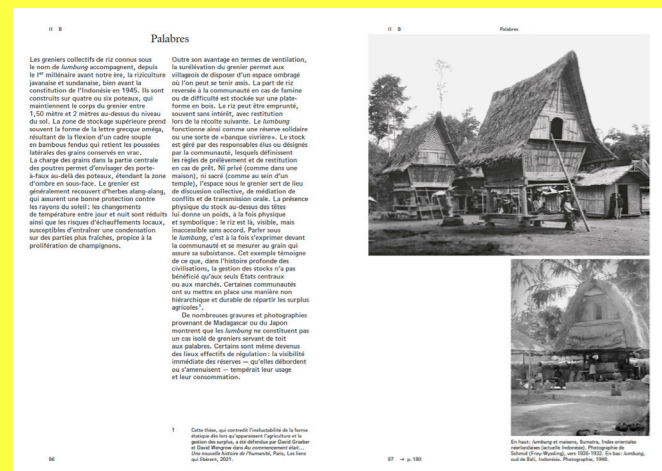 II B
Palabres
Les greniers collectifs de riz connus sous
le nom de lumbung accompagnent, depuis
le Ier millénaire avant notre ère, la riziculture
javanaise et sundanaise, bien avant la
constitution de l'Indonésie en 1945. Ils sont
construits sur quatre ou six poteaux, qui
maintiennent le corps du grenier entre
1,50 mètre et 2 mètres au-dessus du niveau
du sol. La zone de stockage supérieure prend
souvent la forme de la lettre grecque oméga,
résultant de la flexion d'un cadre souple
en bambous fendus qui retient les poussées
latérales des grains conservés en vrac.
La charge des grains dans la partie centrale
des poutres permet d'envisager des porte-
à-faux au-delà des poteaux, étendant la zone
d'ombre en sous-face. Le grenier est
généralement recouvert d'herbes alang-alang,
qui assurent une bonne protection contre
les rayons du soleil : les changements
de température entre jour et nuit sont réduits
ainsi que les risques d'échauffements locaux,
susceptibles d'entraîner une condensation
sur des parties plus fraîches, propice à la
prolifération de champignons.
Outre son avantage en termes de ventilation,
la surélévation du grenier permet aux
villageois de disposer d'un espace ombragé
où l'on peut se tenir assis. La part de riz
reversée à la communauté en cas de famine
ou de difficulté est stockée sur une plate-
forme en bois. Le riz peut être emprunté,
souvent sans intérêt, avec restitution
lors de la récolte suivante. Le lumbung
fonctionne ainsi comme une réserve solidaire
ou une sorte de «banque vivrière». Le stock
est géré par des responsables élus ou désignés
par la communauté, lesquels définissent
les règles de prélèvement et de restitution
en cas de prêt. Ni privé (comme dans une
maison), ni sacré (comme au sein d'un
temple), l'espace sous le grenier sert de lieu
de discussion collective, de médiation de
conflits et de transmission orale. La présence
physique du stock au-dessus des têtes
lui donne un poids, à la fois physique
et symbolique : le riz est là, visible, mais
inaccessible sans accord. Parler sous
le lumbung, c'est à la fois s'exprimer devant
la communauté et se mesurer au grain qui
assure sa subsistance. Cet exemple témoigne
de ce que, dans l'histoire profonde des
civilisations, la gestion des stocks n'a pas
bénéficié qu'aux seuls États centraux
ou aux marchés. Certaines communautés
ont su mettre en place une manière non
hiérarchique et durable de répartir les surplus
agricoles1.
De nombreuses gravures et photographies
provenant de Madagascar ou du Japon
montrent que les lumbung ne constituent pas
un cas isolé de greniers servant de toit
aux palabres. Certains sont même devenus
des lieux effectifs de régulation : la visibilité
immédiate des réserves — qu'elles débordent
ou s'amenuisent — tempérait leur usage
et leur consommation.
1 Cette thèse, qui contredit l'inéluctabilité de la forme
étatique dès lors qu'apparaissent l'agriculture et la
gestion des surplus, a été défendue par David Graeber
et David Wengrow dans Au commencement était…
Une nouvelle histoire de l'humanité, Paris, Les liens
qui libèrent, 2021.
86
II B
Palabres
En haut : lumbung et maisons, Sumatra, Indes orientales
néerlandaises (actuelle Indonésie). Photographie de
Schmid (Frey-Wyssling), vers 1926-1932. En bas : lumbung,
sud de Bali, Indonésie. Photographie, 1948.
87 → p. 180